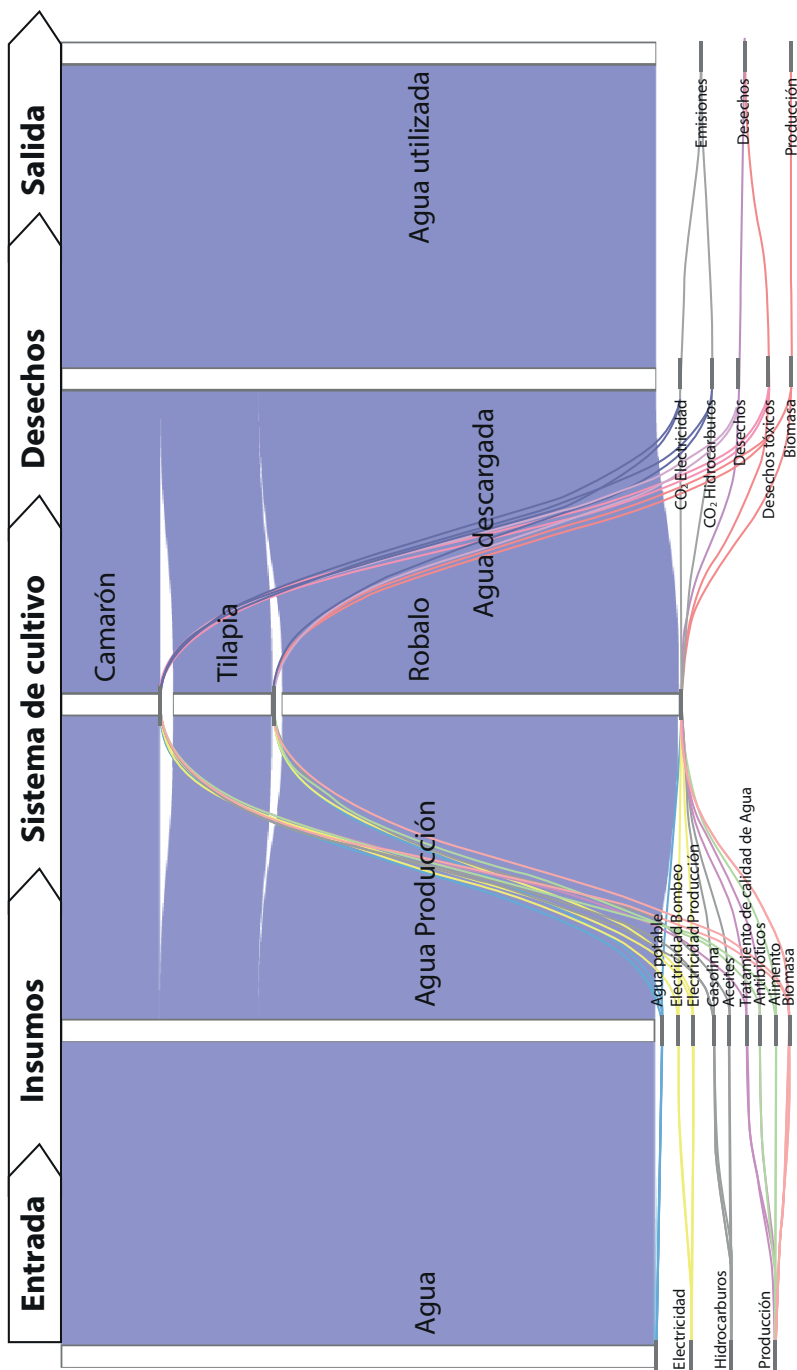 Entrada
Insumos
Sistema de cultivo
Desechos
Salida
Agua
Electricidad
Hidrocarburos
Producción
Agua Producción
Agua potable
Electricidad Bombeo
Electricidad Producción
Gasolina
Aceites
Tratamiento de calidad de Agua
Antibióticos
Alimento
Biomasa
Camarón
Tilapia
Robalo
Agua descargada
CO₂ Electricidad
CO₂ Hidrocarburos
Desechos
Desechos tóxicos
Biomasa
Agua utilizada
Emisiones
Desechos
Producción